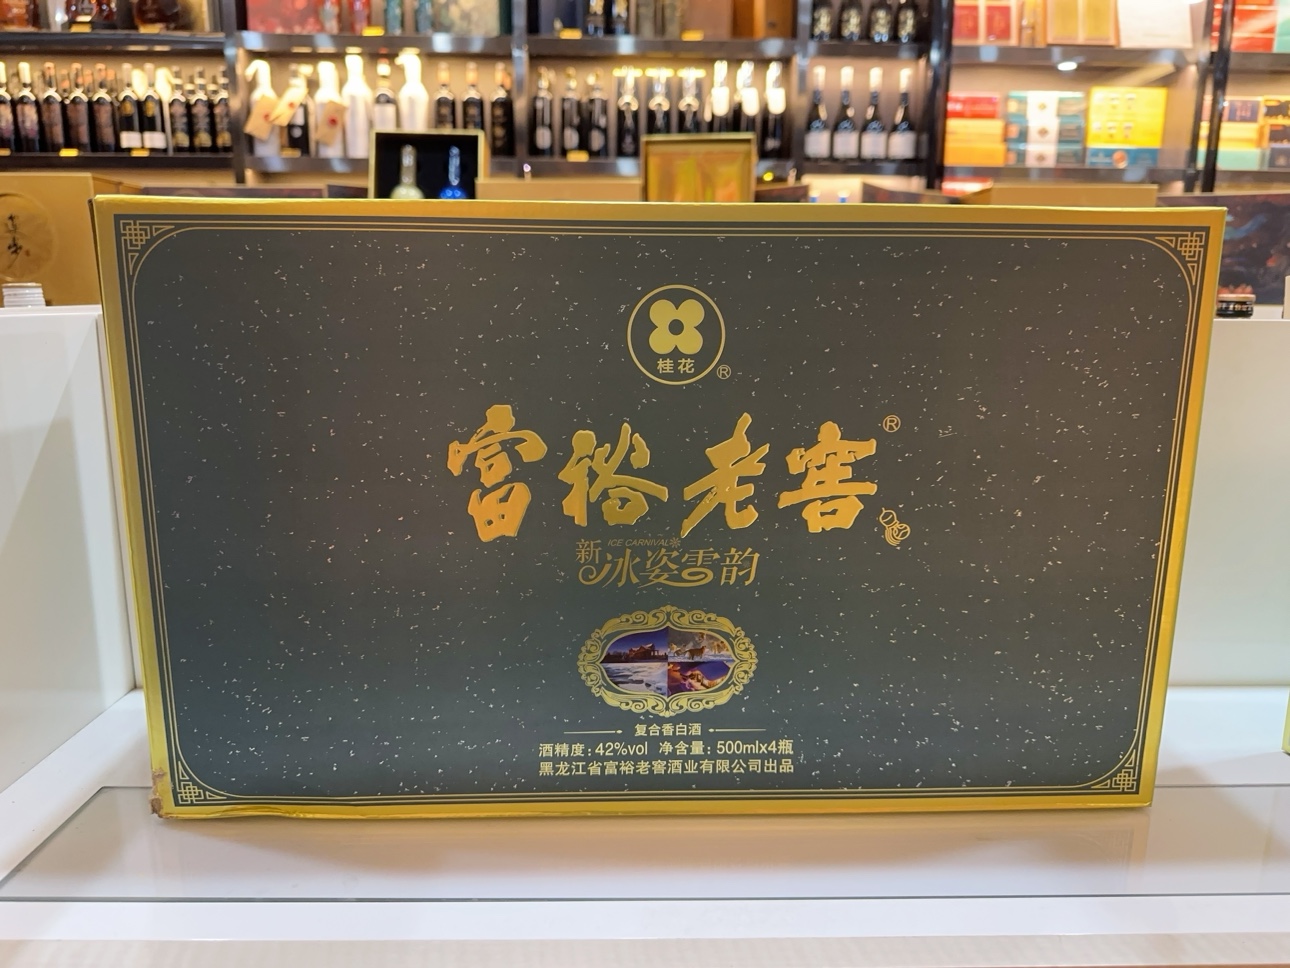 桂花
®
富裕老窖®
ICE CARNIVAL
新冰姿雪韵
复合香白酒
酒精度：42%vol 净含量：500mlx4瓶
黑龙江省富裕老窖酒业有限公司出品